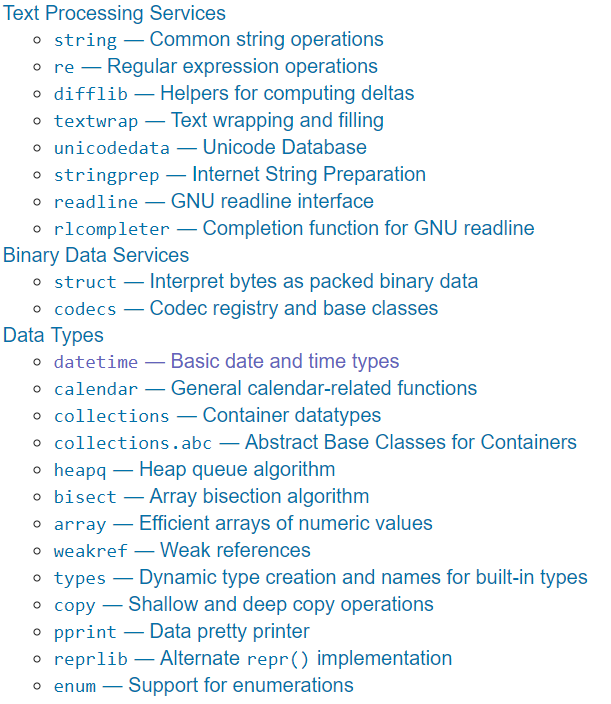 Text Processing Services
string — Common string operations
re — Regular expression operations
difflib — Helpers for computing deltas
textwrap — Text wrapping and filling
unicodedata — Unicode Database
stringprep — Internet String Preparation
readline — GNU readline interface
rlcompleter — Completion function for GNU readline
Binary Data Services
struct — Interpret bytes as packed binary data
codecs — Codec registry and base classes
Data Types
datetime — Basic date and time types
calendar — General calendar-related functions
collections — Container datatypes
collections.abc — Abstract Base Classes for Containers
heapq — Heap queue algorithm
bisect — Array bisection algorithm
array — Efficient arrays of numeric values
weakref — Weak references
types — Dynamic type creation and names for built-in types
copy — Shallow and deep copy operations
pprint — Data pretty printer
reprlib — Alternate repr() implementation
enum — Support for enumerations